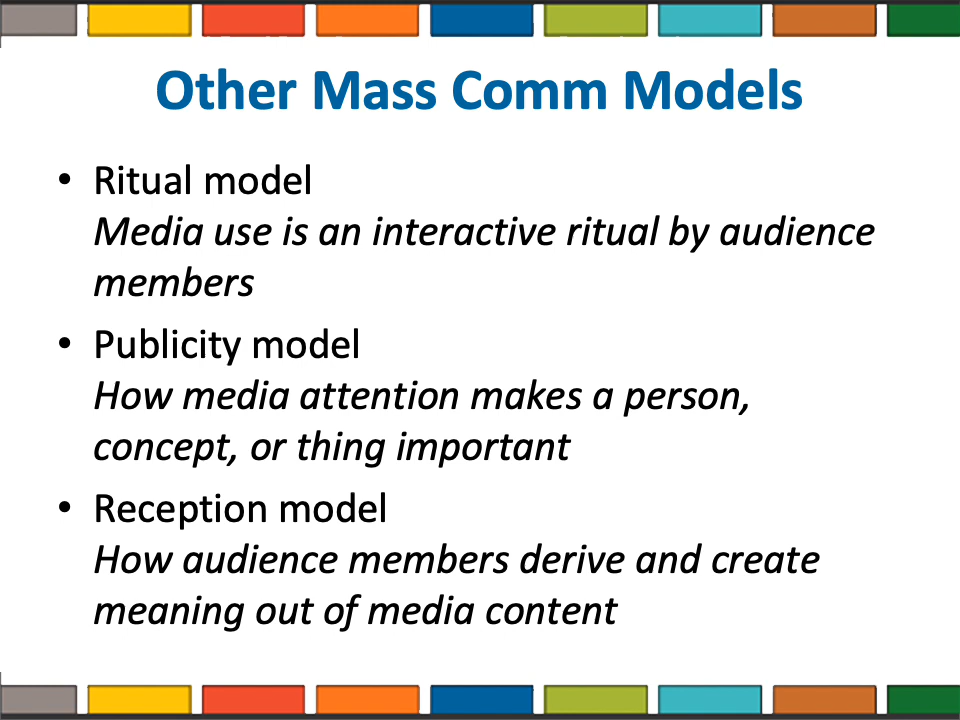 Other Mass Comm Models
• Ritual model
Media use is an interactive ritual by audience
members
• Publicity model
How media attention makes a person,
concept, or thing important
• Reception model
How audience members derive and create
meaning out of media content